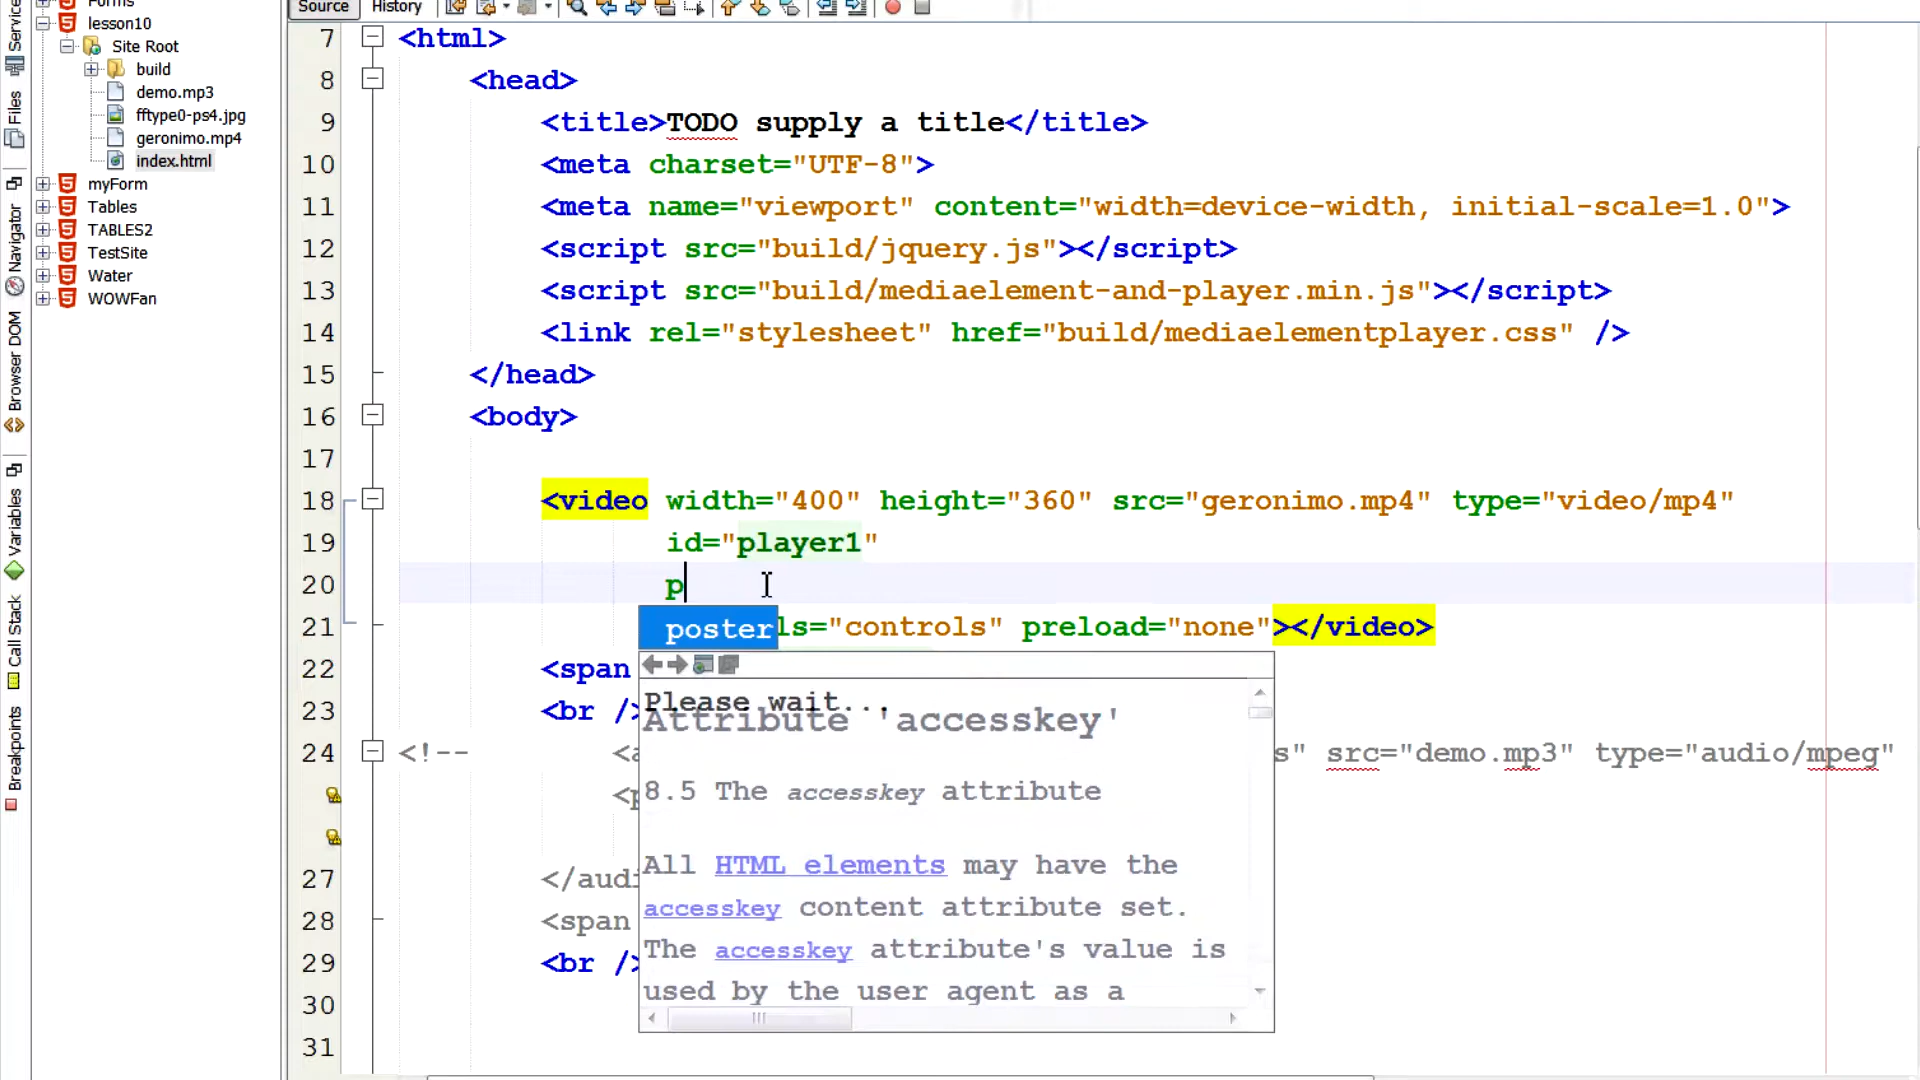 Source History
Services
Files
Navigator
Browser DOM
Variables
Call Stack
Breakpoints
Forms
lesson10
Site Root
build
demo.mp3
fftype0-ps4.jpg
geronimo.mp4
index.html
myForm
Tables
TABLES2
TestSite
Water
WOWFan
7 <html>
8 <head>
9 <title>TODO supply a title</title>
10 <meta charset="UTF-8">
11 <meta name="viewport" content="width=device-width, initial-scale=1.0">
12 <script src="build/jquery.js"></script>
13 <script src="build/mediaelement-and-player.min.js"></script>
14 <link rel="stylesheet" href="build/mediaelementplayer.css" />
15 </head>
16 <body>
17
18 <video width="400" height="360" src="geronimo.mp4" type="video/mp4"
19 id="player1"
20 p
poster
21 ls="controls" preload="none"></video>
22 <span
23 <br />
24 <!-- <a s" src="demo.mp3" type="audio/mpeg"
<p
27 </audi
28 <span
29 <br />
30
31
Please wait...
Attribute 'accesskey'
8.5 The accesskey attribute
All HTML elements may have the
accesskey content attribute set.
The accesskey attribute's value is
used by the user agent as a